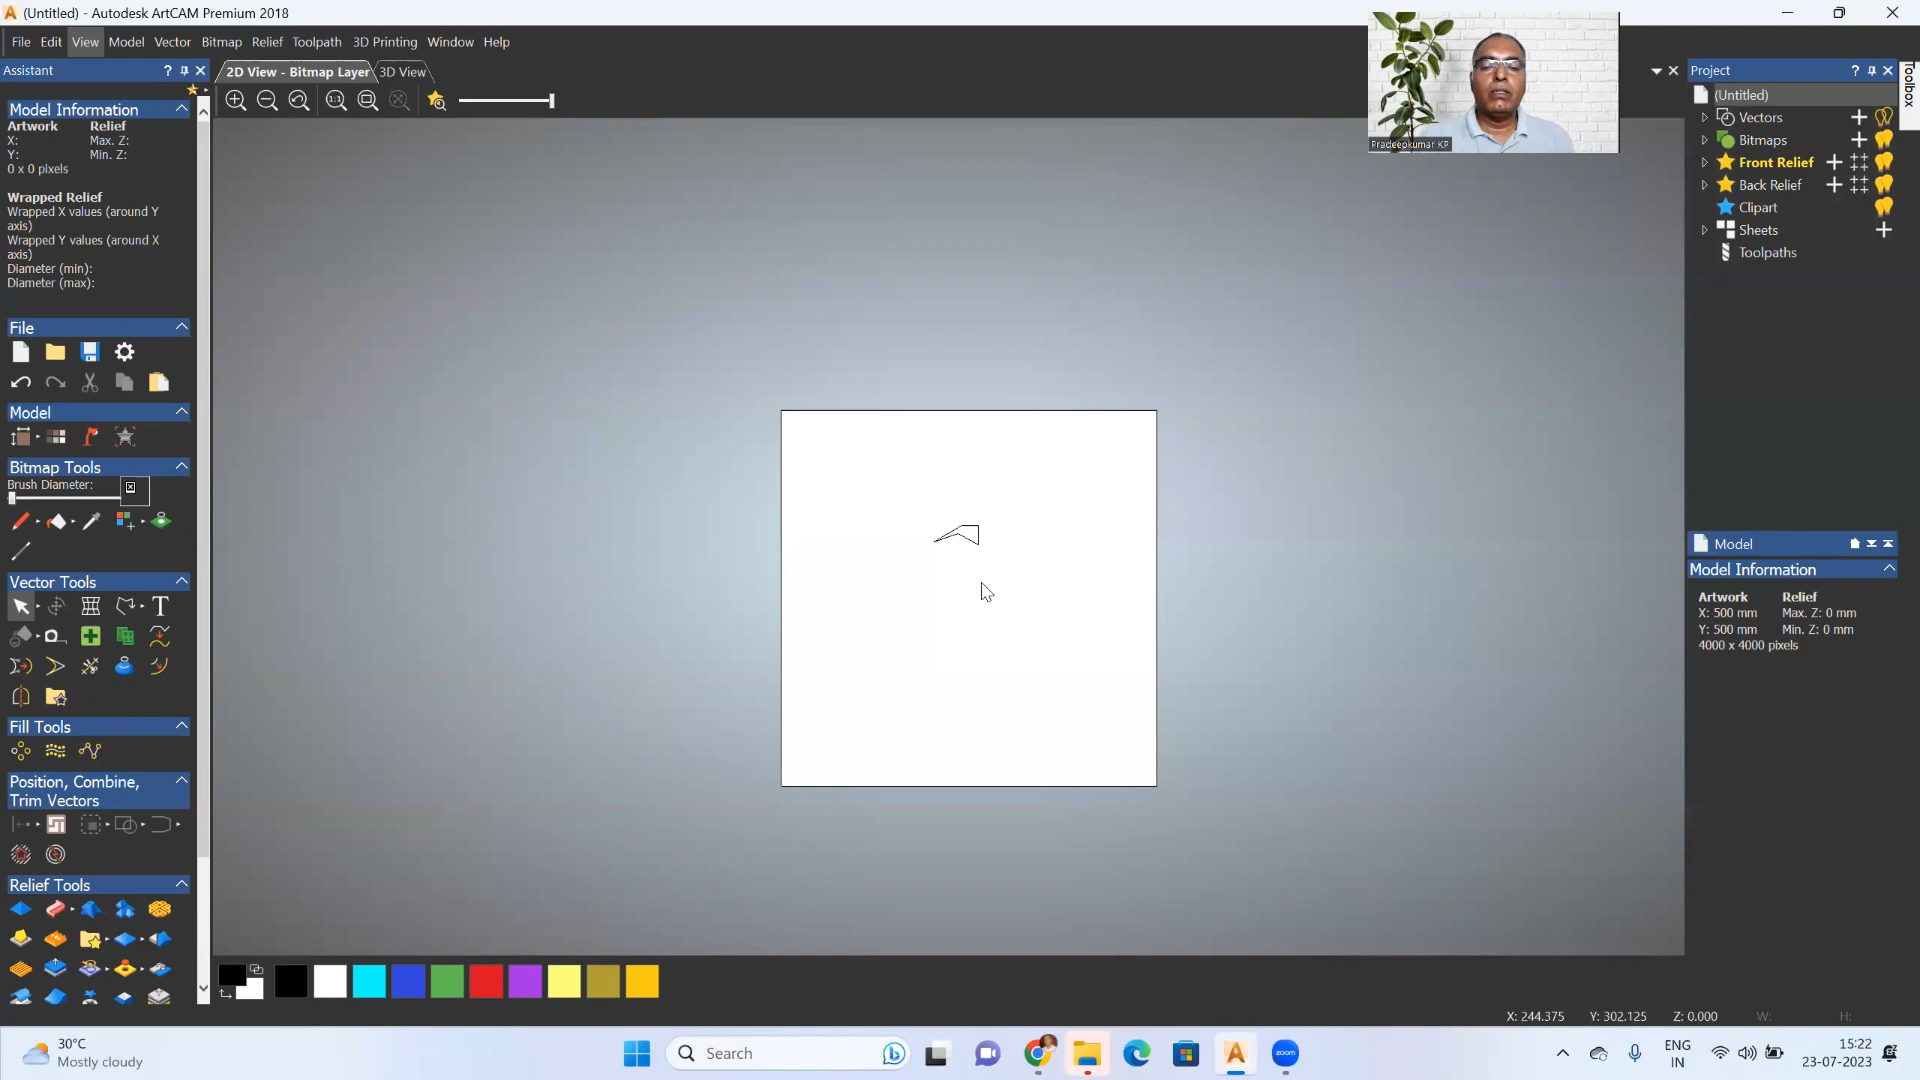 (Untitled) - Autodesk ArtCAM Premium 2018
File Edit View Model Vector Bitmap Relief Toolpath 3D Printing Window Help
Assistant
2D View - Bitmap Layer 3D View
Model Information
Artwork Relief
X: Max. Z:
Y: Min. Z:
0 x 0 pixels
Wrapped Relief
Wrapped X values (around Y
axis)
Wrapped Y values (around X
axis)
Diameter (min):
Diameter (max):
File
Model
Bitmap Tools
Brush Diameter:
Vector Tools
Fill Tools
Position, Combine,
Trim Vectors
Relief Tools
1:1
Pradeepkumar KP
Project
Toolbox
(Untitled)
Vectors
Bitmaps
Front Relief
Back Relief
Clipart
Sheets
Toolpaths
Model
Model Information
Artwork Relief
X: 500 mm Max. Z: 0 mm
Y: 500 mm Min. Z: 0 mm
4000 x 4000 pixels
X: 244.375 Y: 302.125 Z: 0.000 W: H:
30°C
Mostly cloudy
Search
zoom
ENG
IN
15:22
23-07-2023